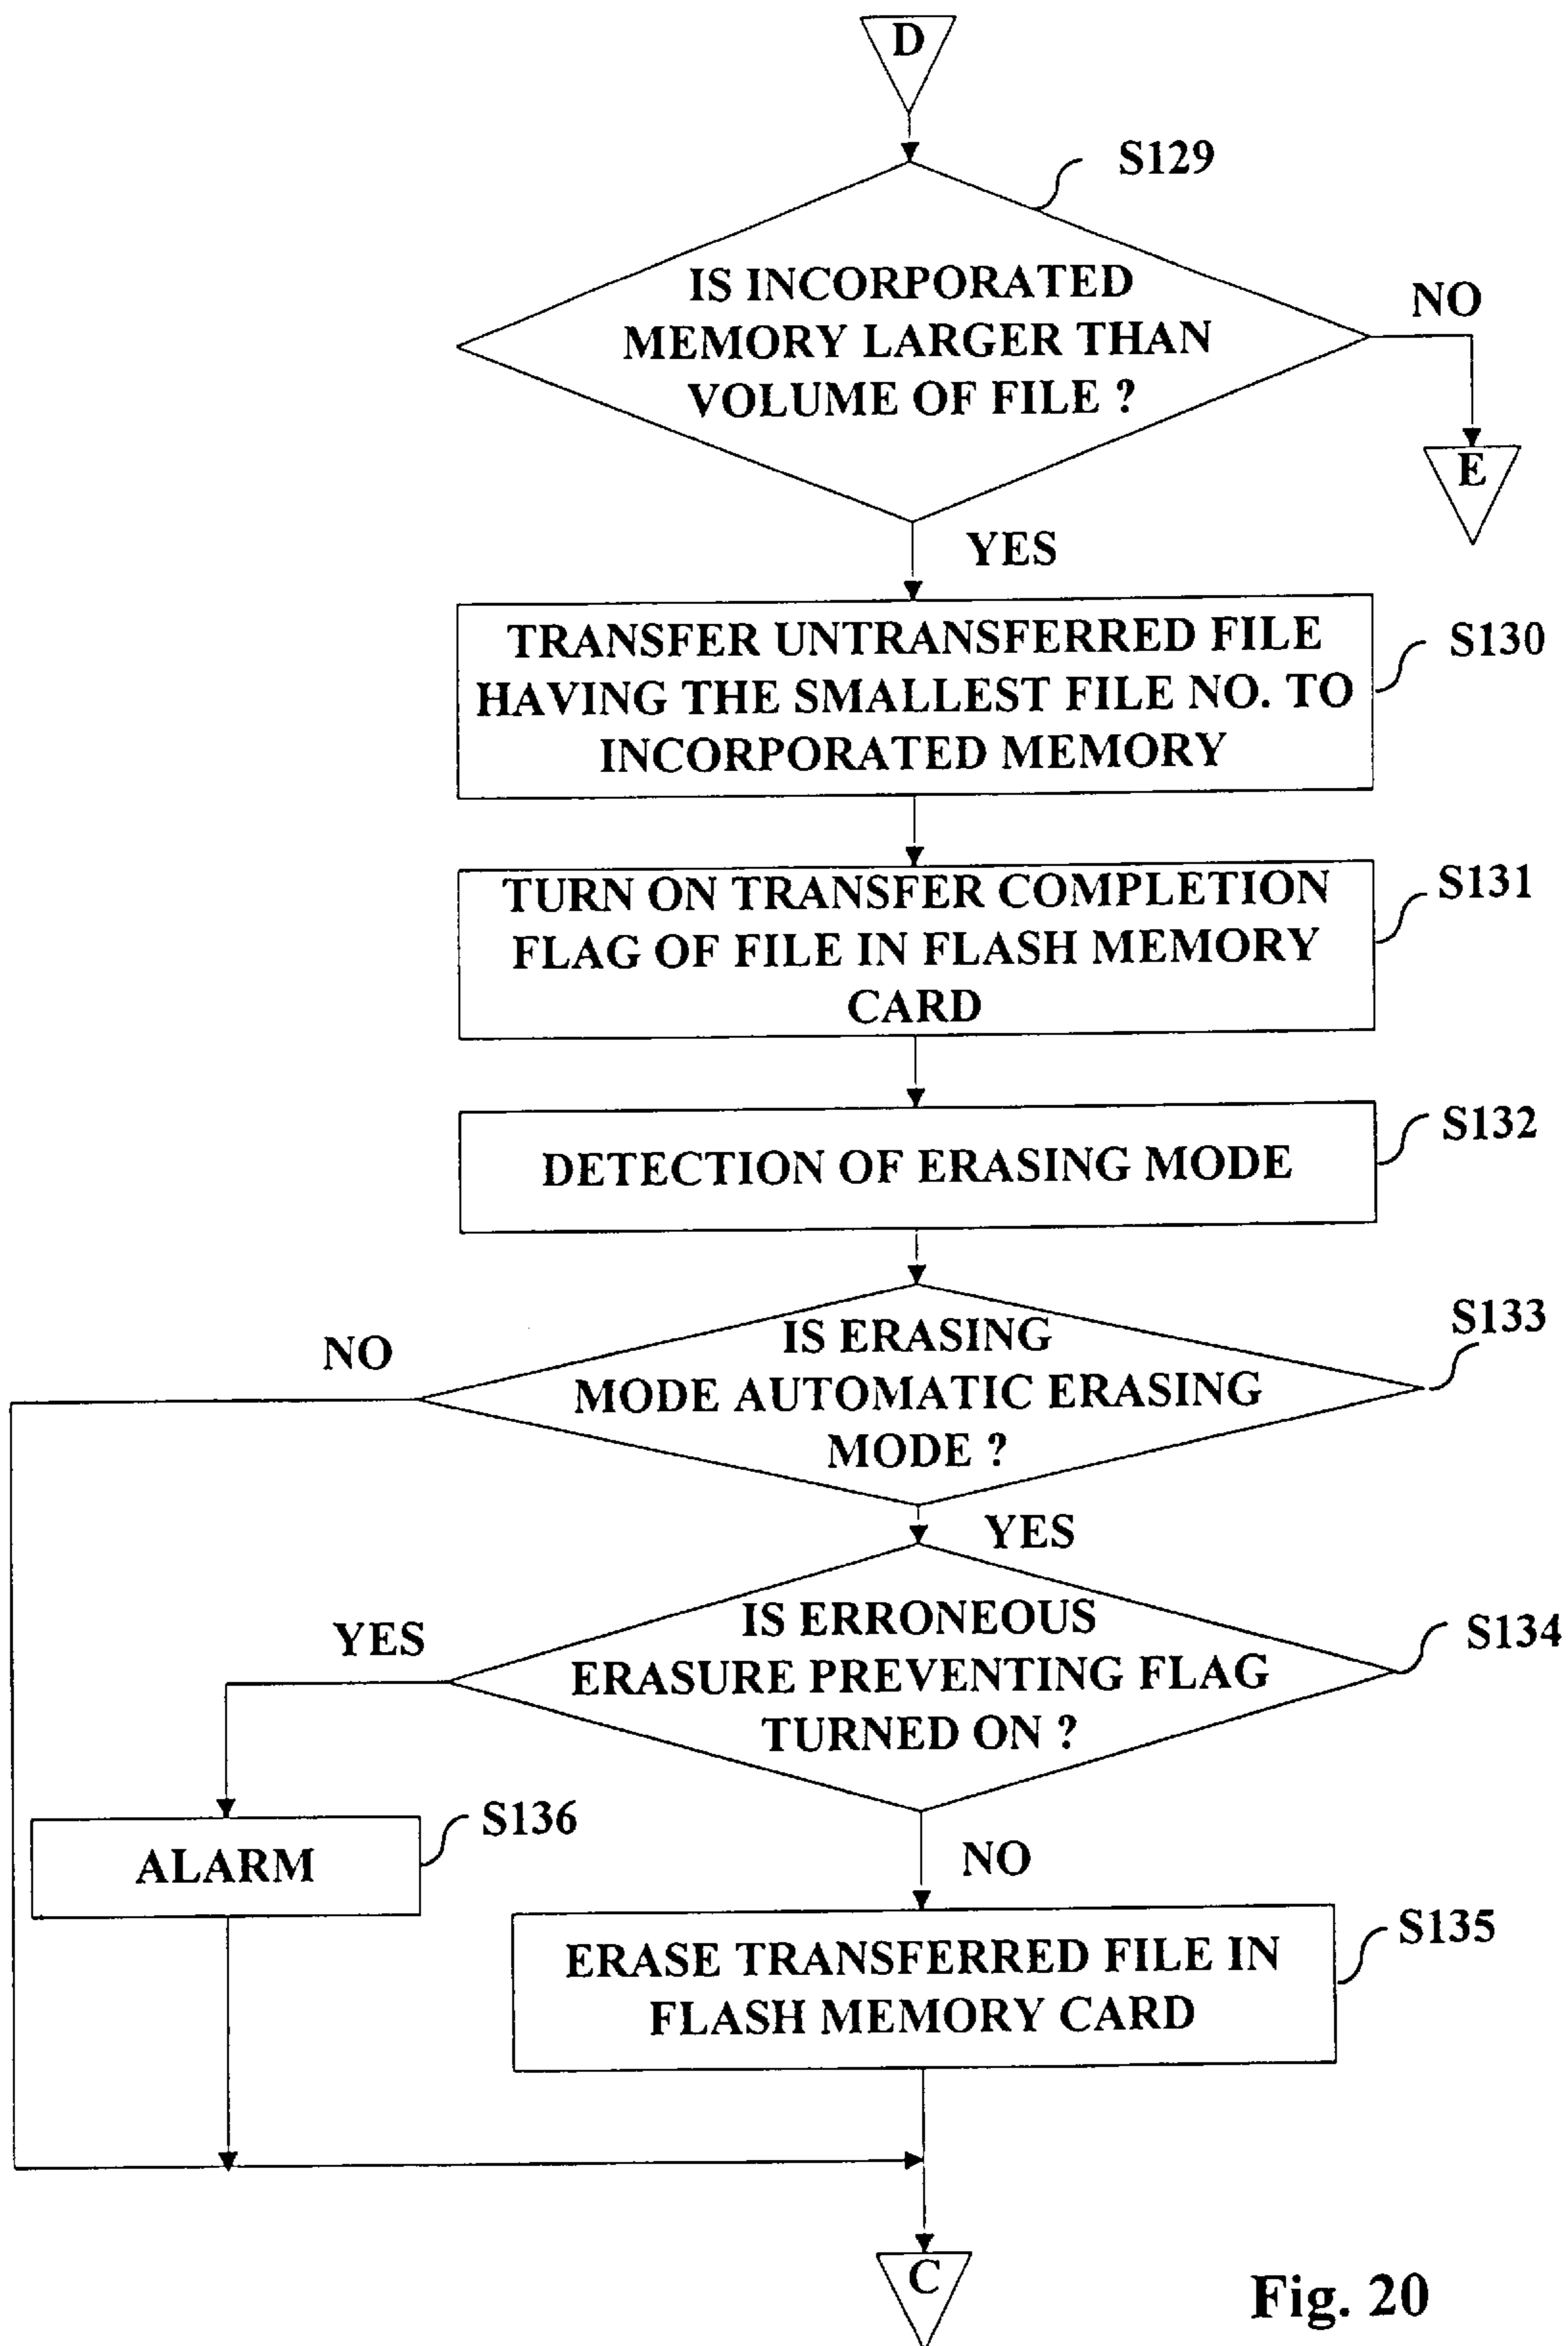 D
S129
IS INCORPORATED
MEMORY LARGER THAN
VOLUME OF FILE ?
NO
E
YES
TRANSFER UNTRANSFERRED FILE
HAVING THE SMALLEST FILE NO. TO
INCORPORATED MEMORY
S130
TURN ON TRANSFER COMPLETION
FLAG OF FILE IN FLASH MEMORY
CARD
S131
DETECTION OF ERASING MODE
S132
NO
IS ERASING
MODE AUTOMATIC ERASING
MODE ?
S133
YES
YES
IS ERRONEOUS
ERASURE PREVENTING FLAG
TURNED ON ?
S134
ALARM
S136
NO
ERASE TRANSFERRED FILE IN
FLASH MEMORY CARD
S135
C
Fig. 20